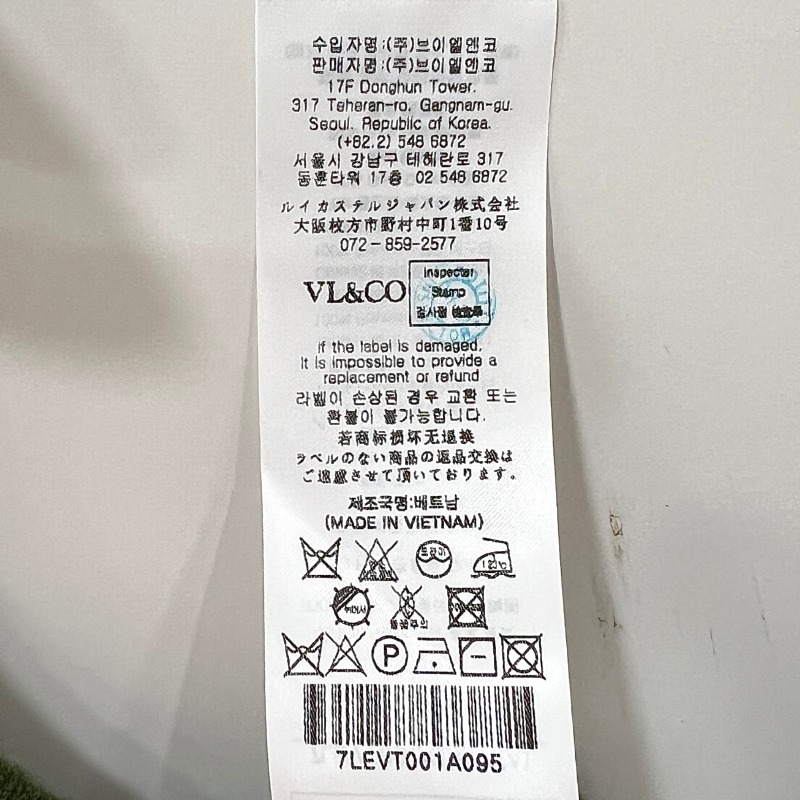 수입자명:(주)브이엘엔코
판매자명:(주)브이엘엔코
17F Donghun Tower.
317 Teheran-ro, Gangnam-gu.
Seoul. Republic of Korea.
(+82.2) 548 6872
서울시 강남구 테헤란로 317
동훈타워 17층 02 548 6872
ルイカステルジャパン株式会社
大阪枚方市野村中町1番10号
072-859-2577
VL&CO
Inspector
Stamp
검사점
if the label is damaged.
It is impossible to provide a
replacement or refund
라벨이 손상된 경우 교환 또는
환불이 불가능합니다.
若商标损坏无退换
ラベルのない商品の返品交換は
ご遠慮させて頂いております。
제조국명:베트남
(MADE IN VIETNAM)
드라이
120℃
P
7LEVT001A095